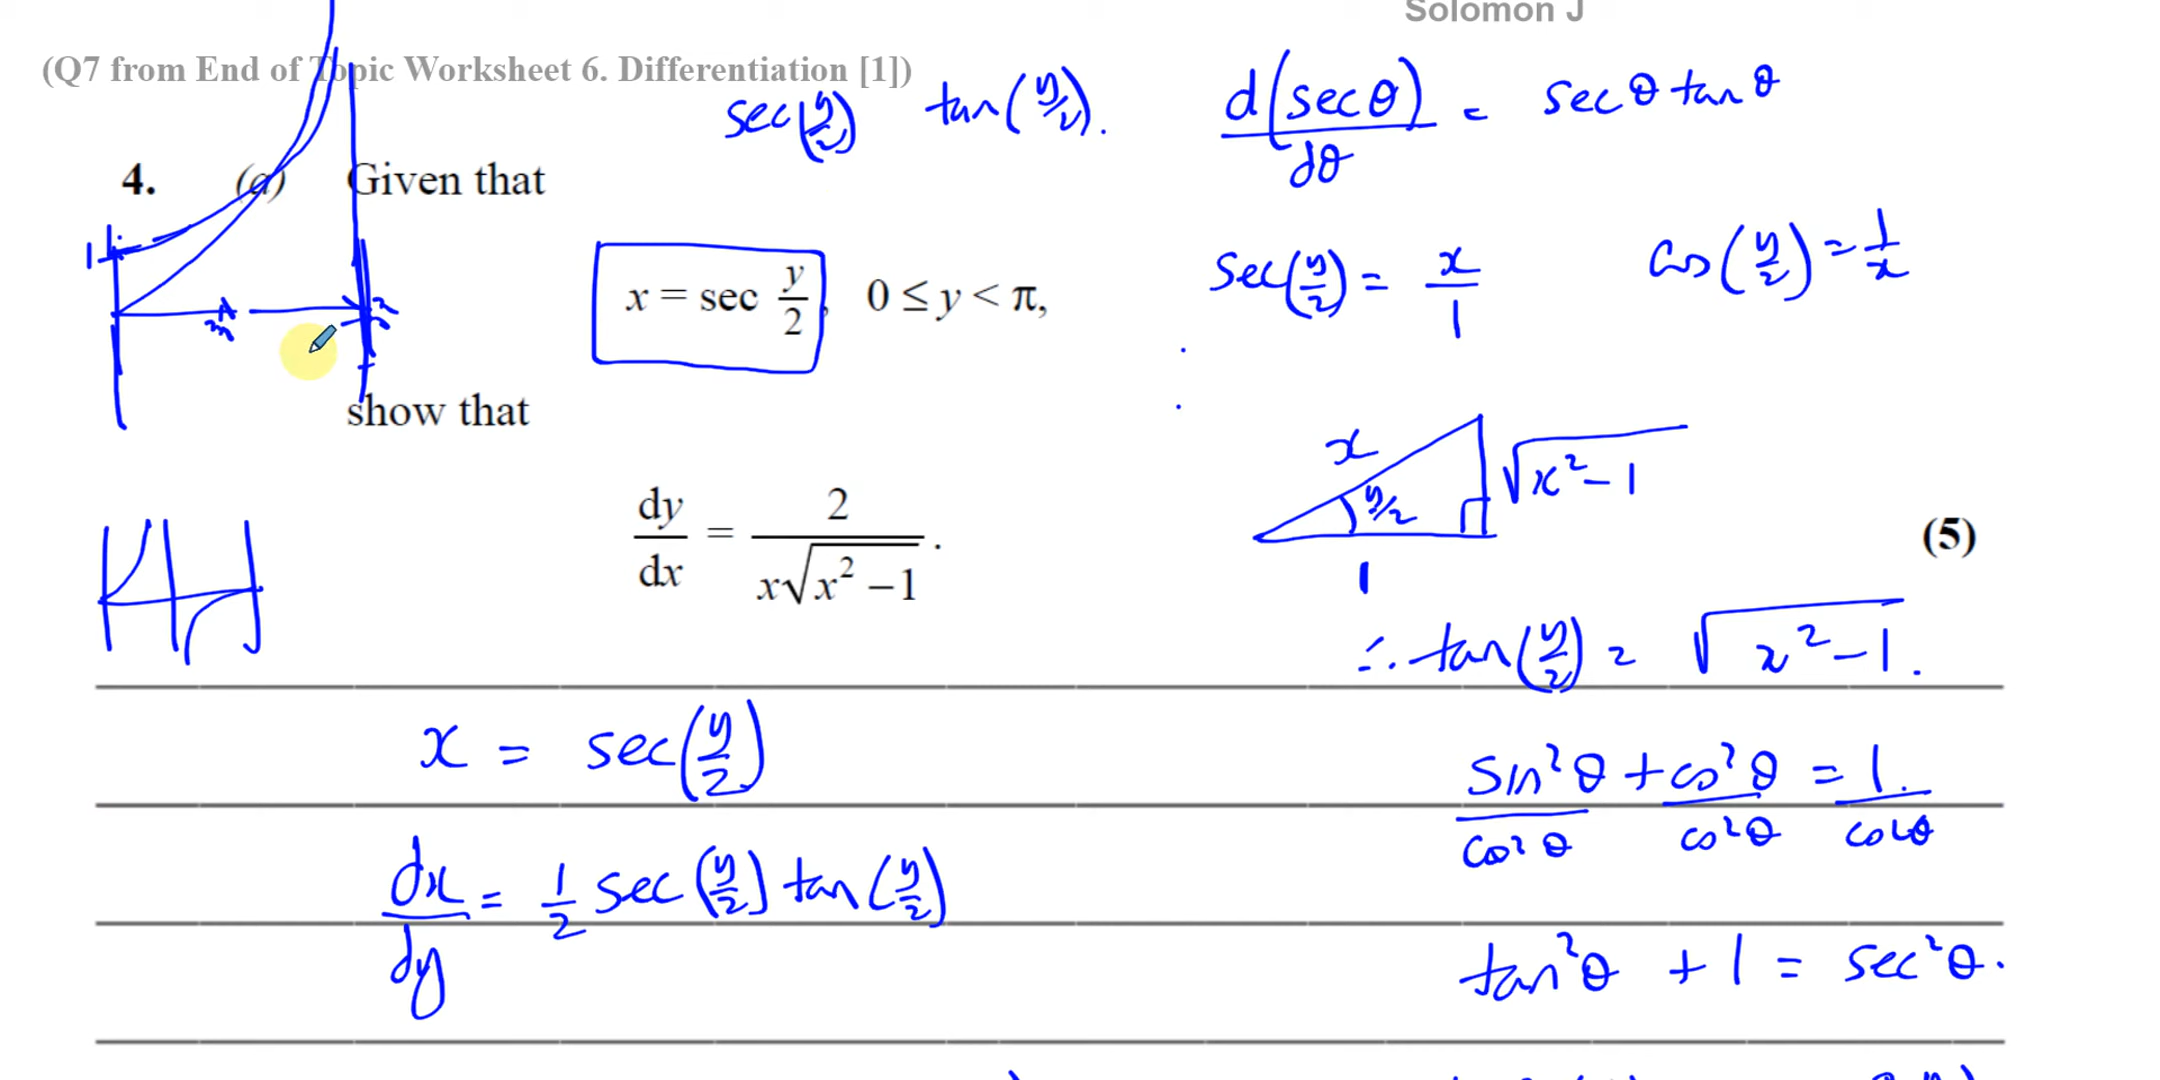 Solomon J
(Q7 from End of Topic Worksheet 6. Differentiation [1])
sec(y/2) tan(y/2).
d(secθ)/dθ = secθ tanθ
4. (a) Given that
1
x = sec y/2, 0 ≤ y < π,
sec(y/2) = x/1
cos(y/2) = 1/x
show that
dy/dx = 2/(x√(x² − 1)).
x
y/2
√(x² − 1)
1
(5)
∴ tan(y/2) = √(x² − 1).
x = sec(y/2)
sin²θ/cos²θ + cos²θ/cos²θ = 1/cos²θ
dx/dy = 1/2 sec(y/2) tan(y/2)
tan²θ + 1 = sec²θ.